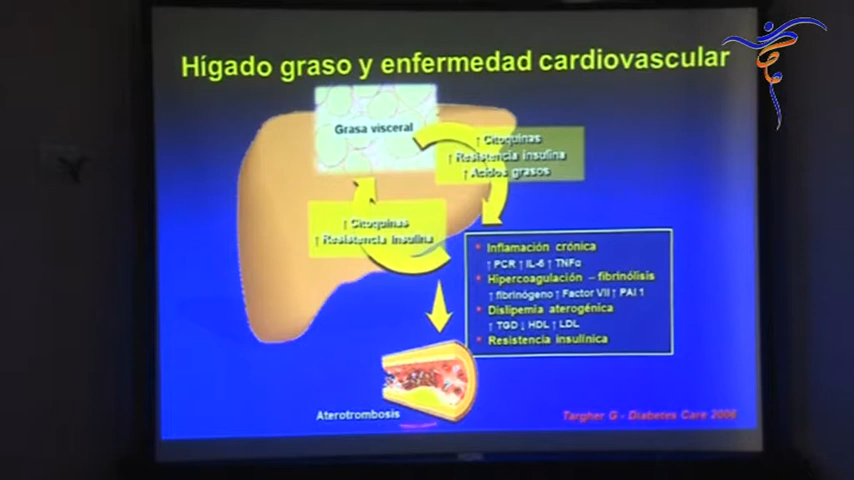 Hígado graso y enfermedad cardiovascular
Grasa visceral
↑ Citoquinas
↑ Resistencia insulina
↑ Acidos grasos
↑ Citoquinas
↑ Resistencia insulina
• Inflamación crónica
↑ PCR ↑ IL-6 ↑ TNFα
• Hipercoagulación – fibrinólisis
↑ fibrinógeno ↑ Factor VII ↑ PAI 1
• Dislipemia aterogénica
↑ TGD ↓ HDL ↑ LDL
• Resistencia insulínica
Aterotrombosis
Targher G - Diabetes Care 2006